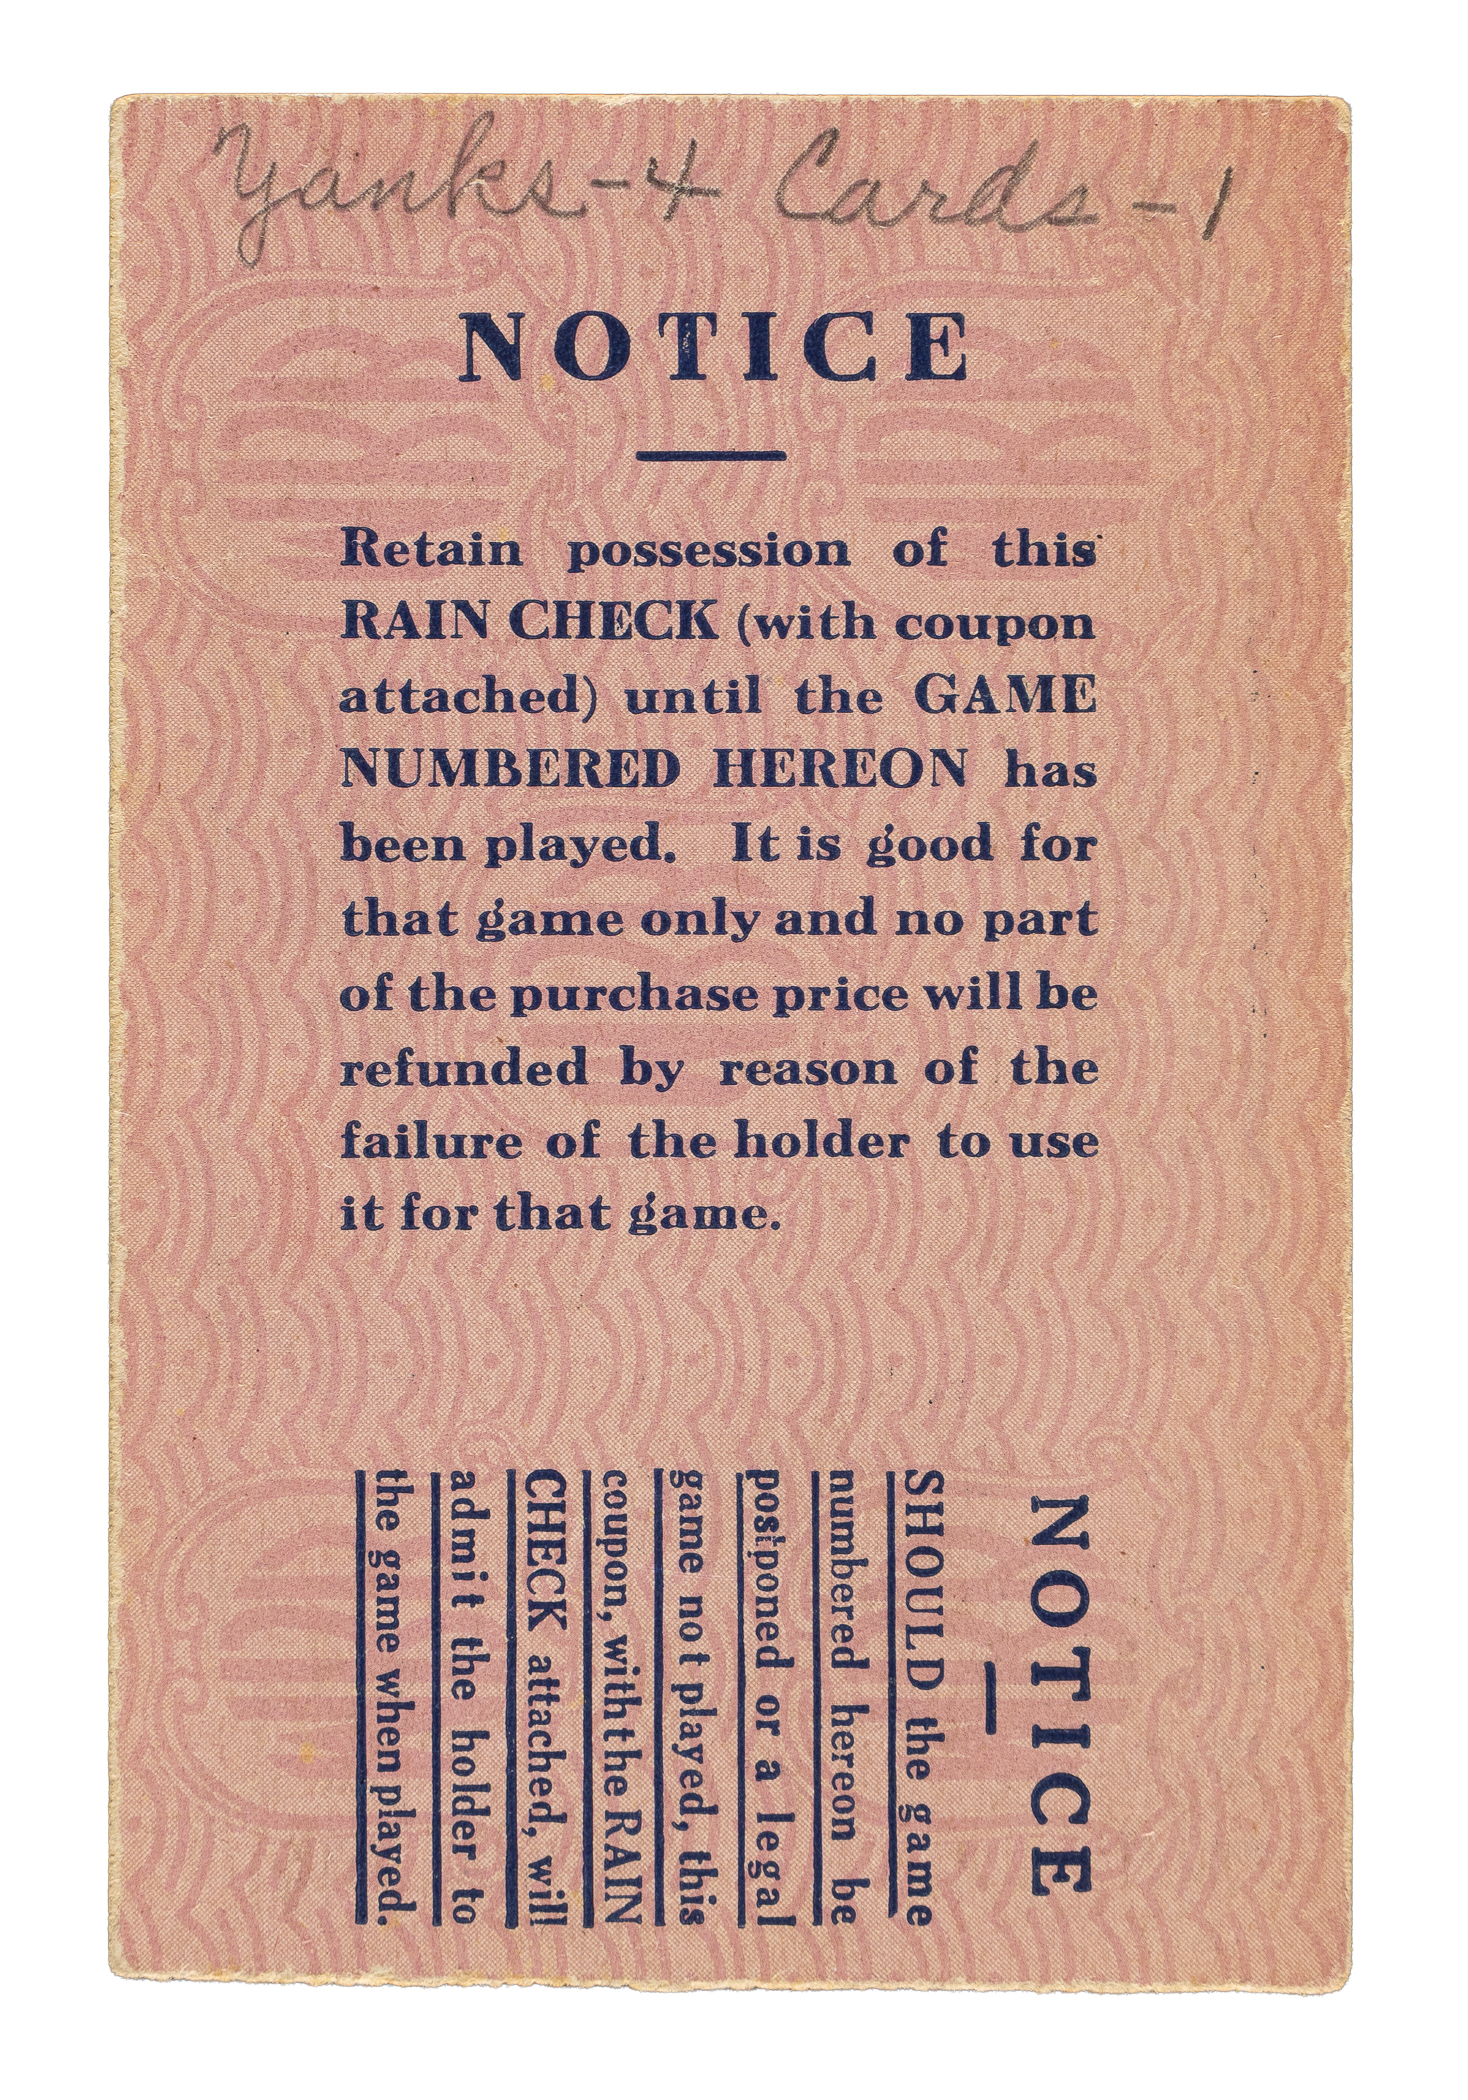 Yanks - 4 Cards - 1
NOTICE
Retain possession of this
RAIN CHECK (with coupon
attached) until the GAME
NUMBERED HEREON has
been played. It is good for
that game only and no part
of the purchase price will be
refunded by reason of the
failure of the holder to use
it for that game.
NOTICE
SHOULD the game
numbered hereon be
postponed or a legal
game not played, this
coupon, with the RAIN
CHECK attached, will
admit the holder to
the game when played.